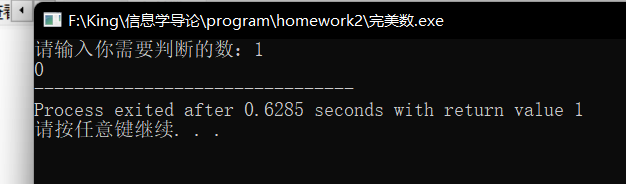 F:\King\信息学导论\program\homework2\完美数.exe
请输入你需要判断的数：1
0
--------------------------------
Process exited after 0.6285 seconds with return value 1
请按任意键继续. . .